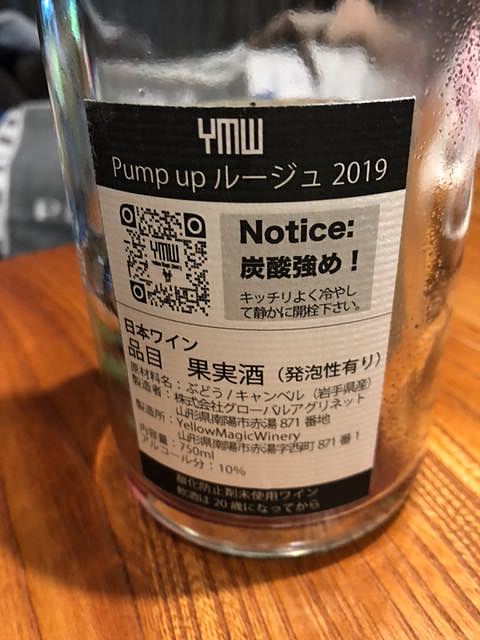 YMW
Pump up ルージュ 2019
YMW
Notice:
炭酸強め！
キッチリよく冷やし
て静かに開栓下さい。
日本ワイン
品目 果実酒（発泡性有り）
原材料名：ぶどう/キャンベル（岩手県産）
製造者：株式会社グローバルアグリネット
山形県南陽市赤湯871番地
製造所：YellowMagicWinery
山形県南陽市赤湯字西町871番1
内容量：750ml
アルコール分：10%
酸化防止剤未使用ワイン
飲酒は20歳になってから